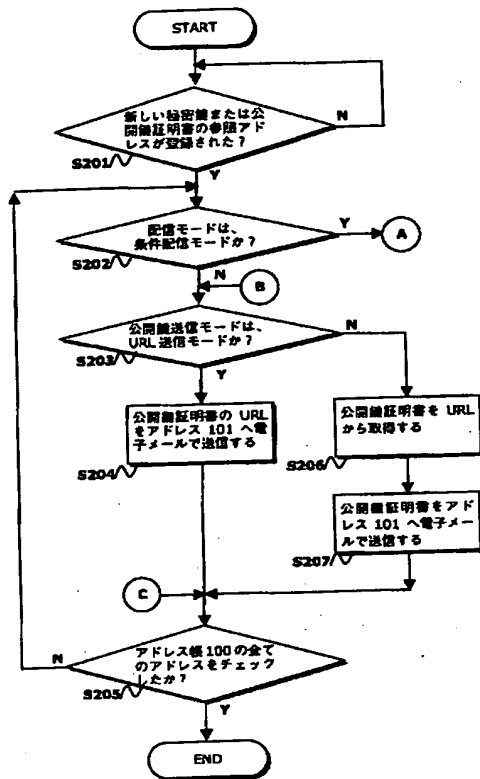 START
新しい秘密鍵または公
開鍵証明書の参照アド
レスが登録された?
N
S201
Y
配信モードは、
条件配信モードか?
Y
A
S202
N
B
公開鍵送信モードは、
URL送信モードか?
N
S203
Y
公開鍵証明書の URL
をアドレス 101 へ電
子メールで送信する
S204
公開鍵証明書を URL
から取得する
S206
公開鍵証明書をアド
レス 101 へ電子メー
ルで送信する
S207
C
アドレス帳100の全て
のアドレスをチェック
したか?
N
S205
Y
END